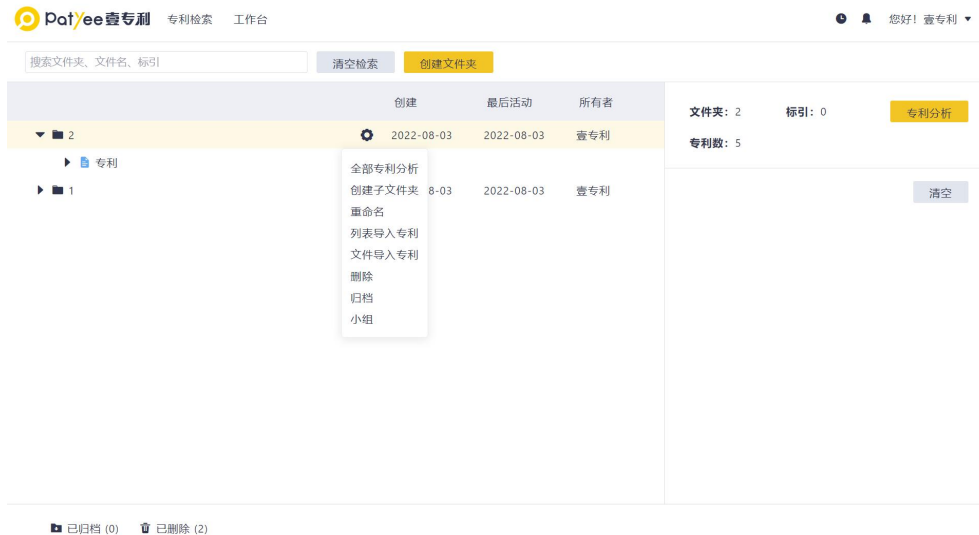 Patyee壹专利 专利检索 工作台 您好！壹专利
搜索文件夹、文件名、标引 清空检索 创建文件夹
创建 最后活动 所有者
文件夹：2 标引：0 专利分析
2 2022-08-03 2022-08-03 壹专利
专利数：5
专利
全部专利分析
创建子文件夹 8-03 2022-08-03 壹专利
1
清空
重命名
列表导入专利
文件导入专利
删除
归档
小组
已归档 (0) 已删除 (2)